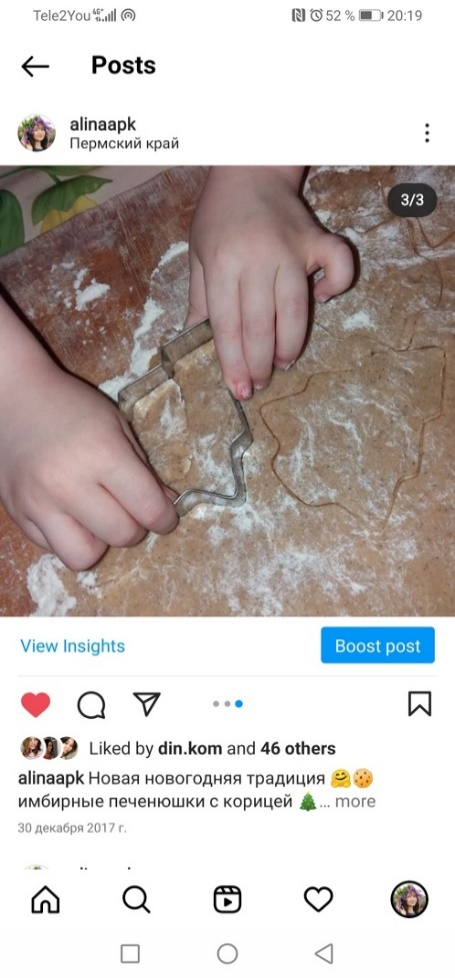 Tele2You 4G 52 % 20:19
Posts
alinaapk
Пермский край
3/3
View Insights
Boost post
Liked by din.kom and 46 others
alinaapk Новая новогодняя традиция 🤗🍪
имбирные печенюшки с корицей 🎄... more
30 декабря 2017 г.